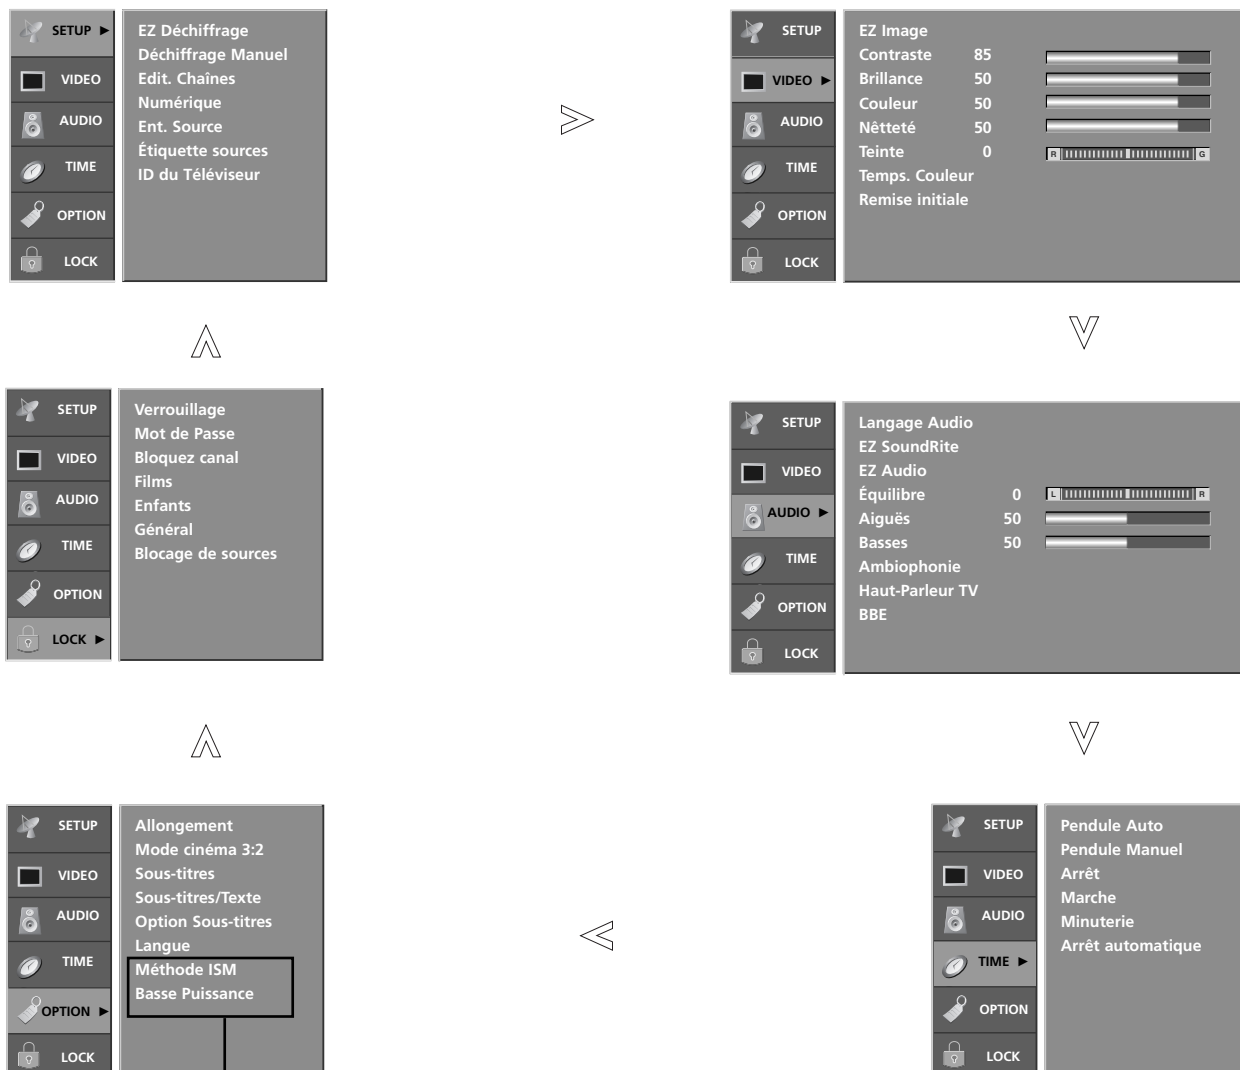 SETUP ►
VIDEO
AUDIO
TIME
OPTION
LOCK
EZ Déchiffrage
Déchiffrage Manuel
Edit. Chaînes
Numérique
Ent. Source
Étiquette sources
ID du Téléviseur
SETUP
VIDEO ►
AUDIO
TIME
OPTION
LOCK
EZ Image
Contraste 85
Brillance 50
Couleur 50
Nêtteté 50
Teinte 0 R G
Temps. Couleur
Remise initiale
SETUP
VIDEO
AUDIO
TIME
OPTION
LOCK ►
Verrouillage
Mot de Passe
Bloquez canal
Films
Enfants
Général
Blocage de sources
SETUP
VIDEO
AUDIO ►
TIME
OPTION
LOCK
Langage Audio
EZ SoundRite
EZ Audio
Équilibre 0 L R
Aiguës 50
Basses 50
Ambiophonie
Haut-Parleur TV
BBE
SETUP
VIDEO
AUDIO
TIME
OPTION ►
LOCK
Allongement
Mode cinéma 3:2
Sous-titres
Sous-titres/Texte
Option Sous-titres
Langue
Méthode ISM
Basse Puissance
SETUP
VIDEO
AUDIO
TIME ►
OPTION
LOCK
Pendule Auto
Pendule Manuel
Arrêt
Marche
Minuterie
Arrêt automatique